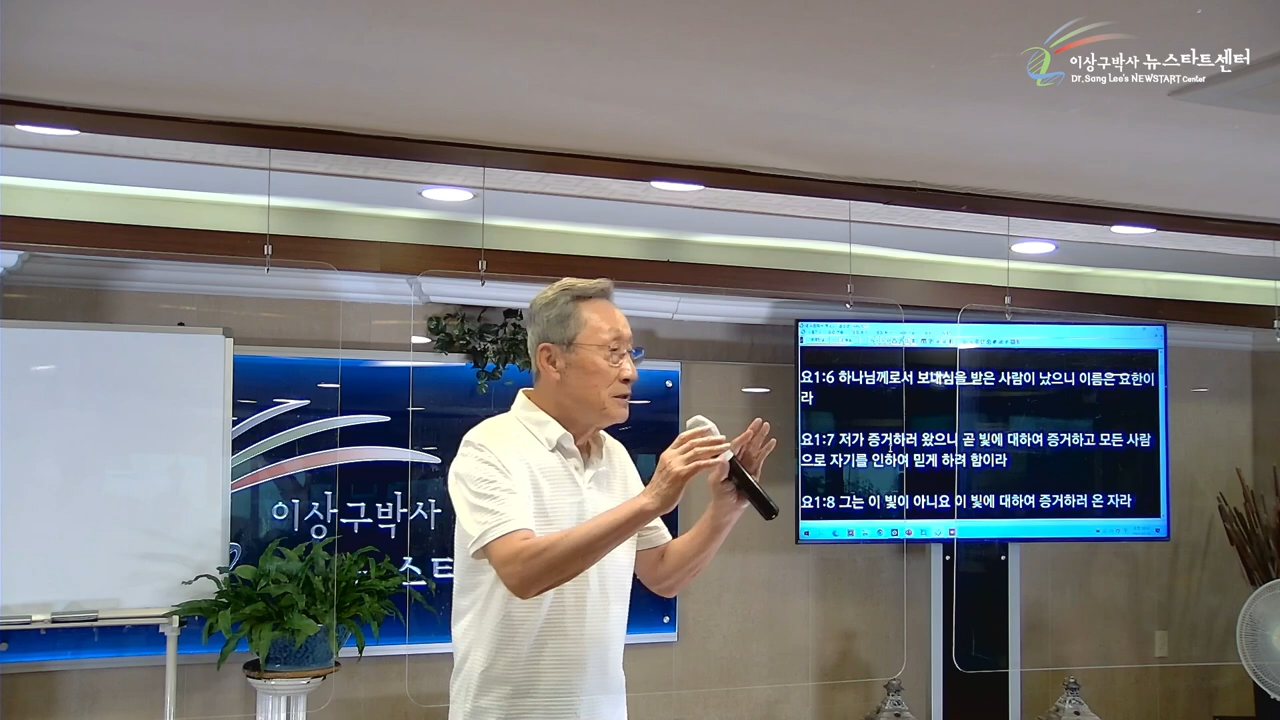 이상구박사 뉴스타트센터
Dr. Sang Lee's NEWSTART Center
요1:6 하나님께로서 보내심을 받은 사람이 났으니 이름은 요한이
라
요1:7 저가 증거하러 왔으니 곧 빛에 대하여 증거하고 모든 사람
으로 자기를 인하여 믿게 하려 함이라
요1:8 그는 이 빛이 아니요 이 빛에 대하여 증거하러 온 자라
이상구박사
스타